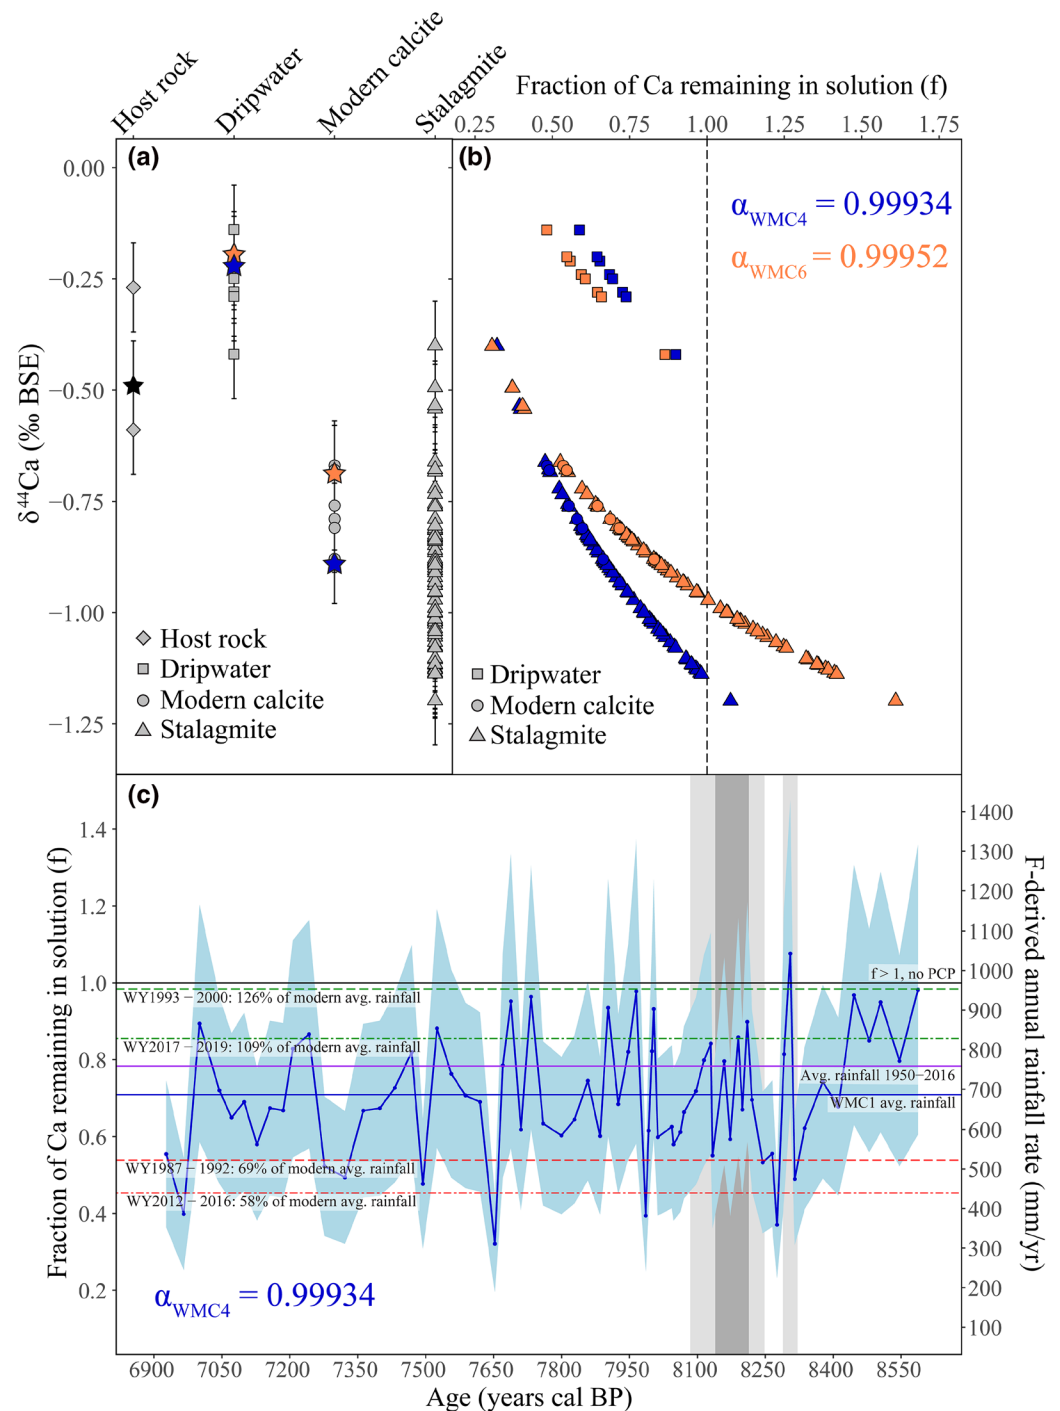 Host rock
Dripwater
Modern calcite
Stalagmite
Fraction of Ca remaining in solution (f)
0.25 0.50 0.75 1.00 1.25 1.50 1.75
(a)
(b)
0.00
−0.25
−0.50
−0.75
−1.00
−1.25
δ⁴⁴Ca (‰ BSE)
Host rock
Dripwater
Modern calcite
Stalagmite
α_WMC4 = 0.99934
α_WMC6 = 0.99952
Dripwater
Modern calcite
Stalagmite
(c)
1.4
1.2
1.0
0.8
0.6
0.4
0.2
Fraction of Ca remaining in solution (f)
f > 1, no PCP
WY1993 − 2000: 126% of modern avg. rainfall
WY2017 − 2019: 109% of modern avg. rainfall
Avg. rainfall 1950−2016
WMC1 avg. rainfall
WY1987 − 1992: 69% of modern avg. rainfall
WY2012 − 2016: 58% of modern avg. rainfall
α_WMC4 = 0.99934
1400
1300
1200
1100
1000
900
800
700
600
500
400
300
200
100
F-derived annual rainfall rate (mm/yr)
6900 7050 7200 7350 7500 7650 7800 7950 8100 8250 8400 8550
Age (years cal BP)